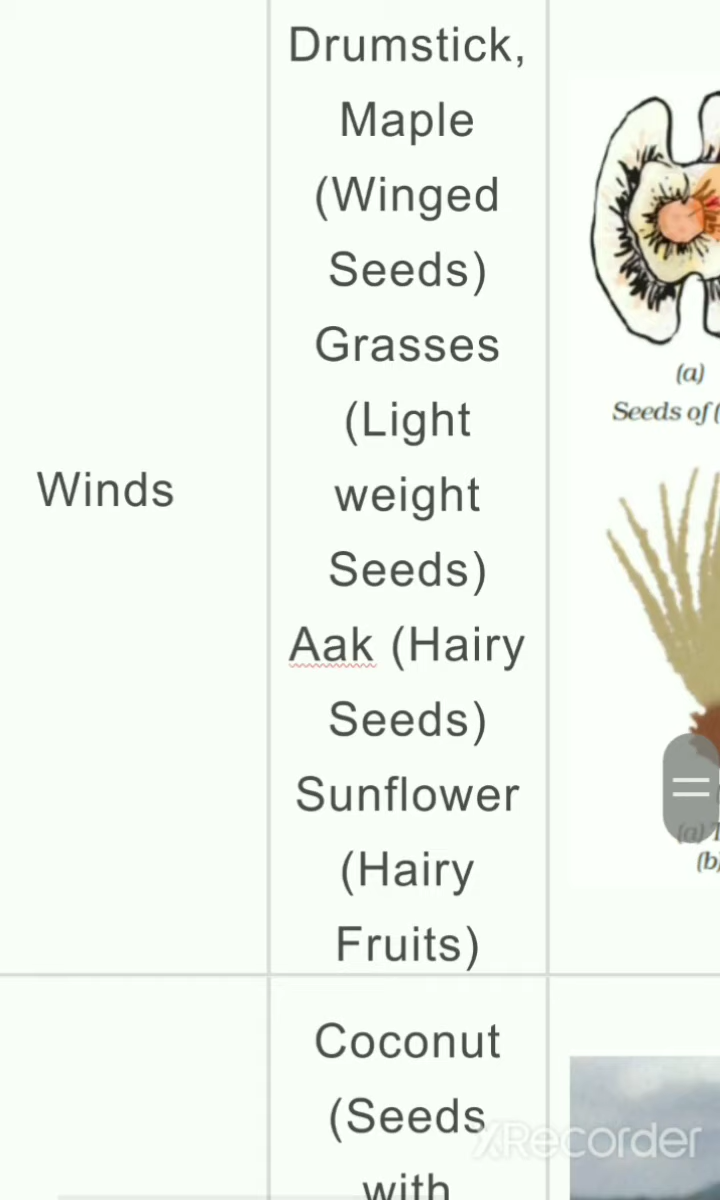 Drumstick,
Maple
(Winged
Seeds)
Grasses
(Light
weight
Seeds)
Aak (Hairy
Seeds)
Sunflower
(Hairy
Fruits)
Winds
(a)
Seeds of (
(a) T
(b)
Coconut
(Seeds
with
XRecorder